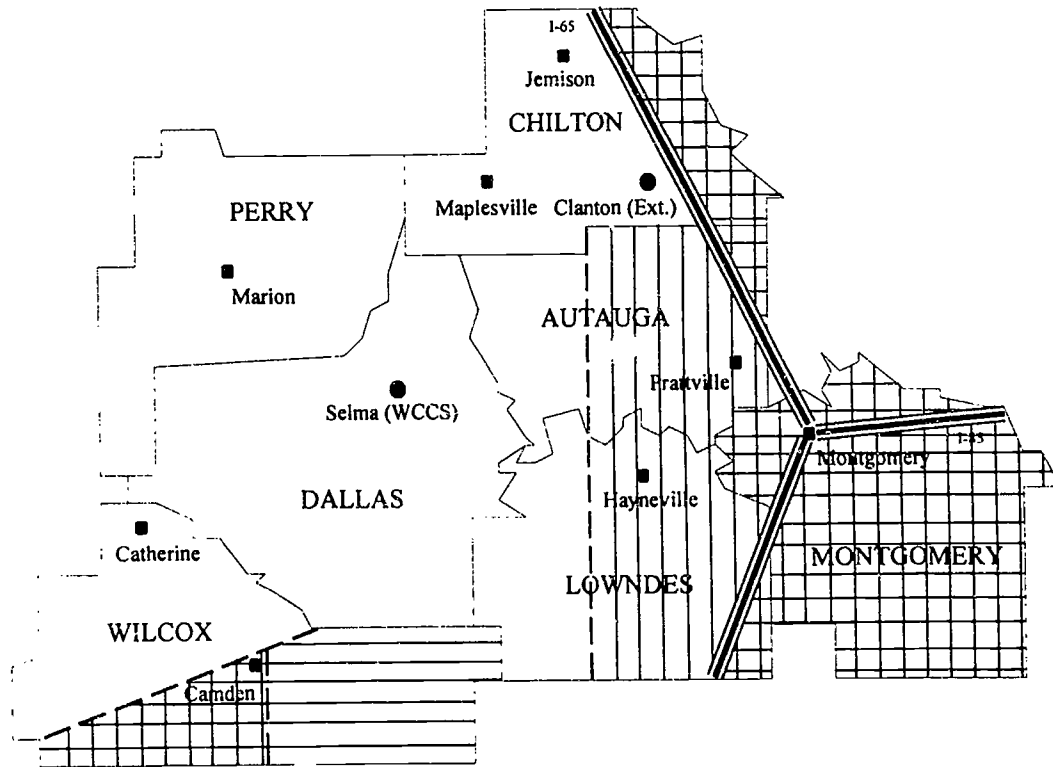 I-65
Jemison
CHILTON
Maplesville
Clanton (Ext.)
PERRY
Marion
AUTAUGA
Prattville
Selma (WCCS)
Montgomery
I-85
DALLAS
Hayneville
Catherine
MONTGOMERY
LOWNDES
WILCOX
Camden